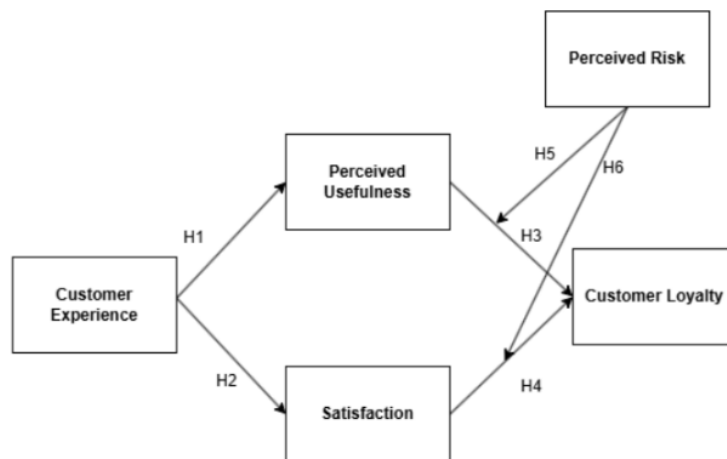 Perceived Risk
H5
H6
Perceived
Usefulness
H1
H3
Customer
Experience
Customer Loyalty
H2
H4
Satisfaction